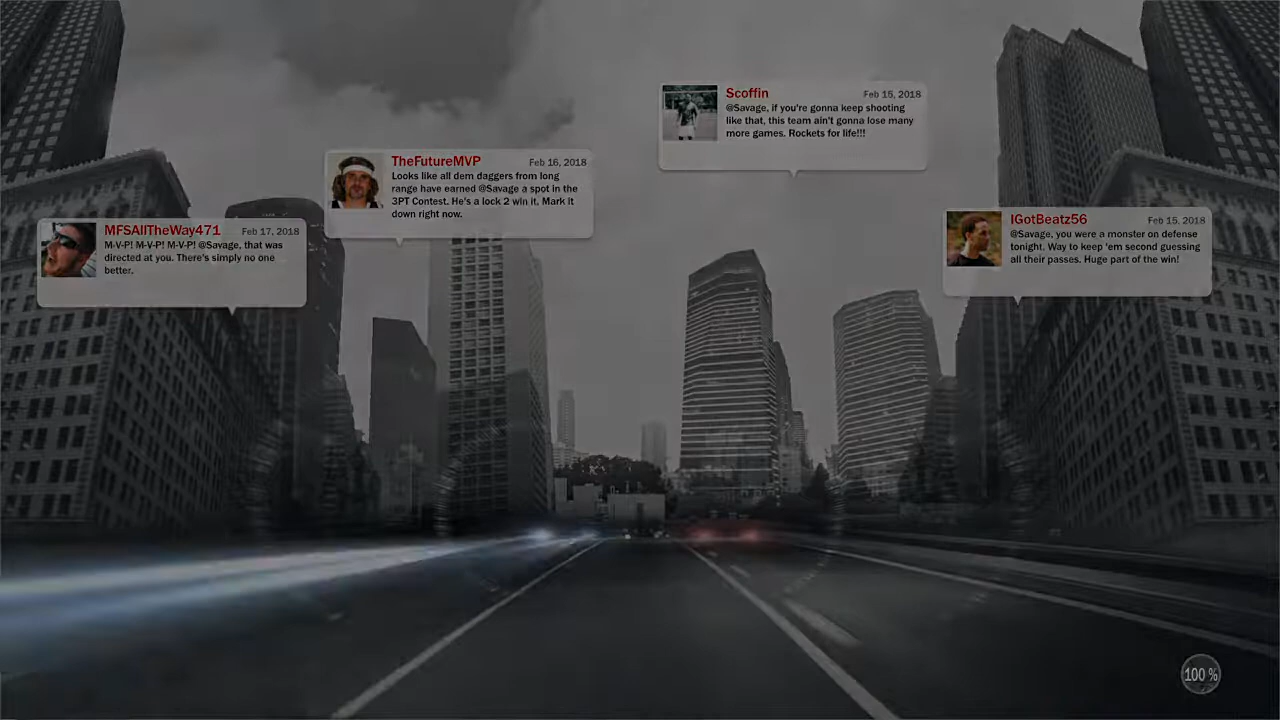 MFSAllTheWay471 Feb 17, 2018
M-V-P! M-V-P! M-V-P! @Savage, that was
directed at you. There's simply no one
better.
TheFutureMVP Feb 16, 2018
Looks like all dem daggers from long
range have earned @Savage a spot in the
3PT Contest. He's a lock 2 win it. Mark it
down right now.
Scoffin Feb 15, 2018
@Savage, if you're gonna keep shooting
like that, this team ain't gonna lose many
more games. Rockets for life!!!
IGotBeatz56 Feb 15, 2018
@Savage, you were a monster on defense
tonight. Way to keep 'em second guessing
all their passes. Huge part of the win!
100 %